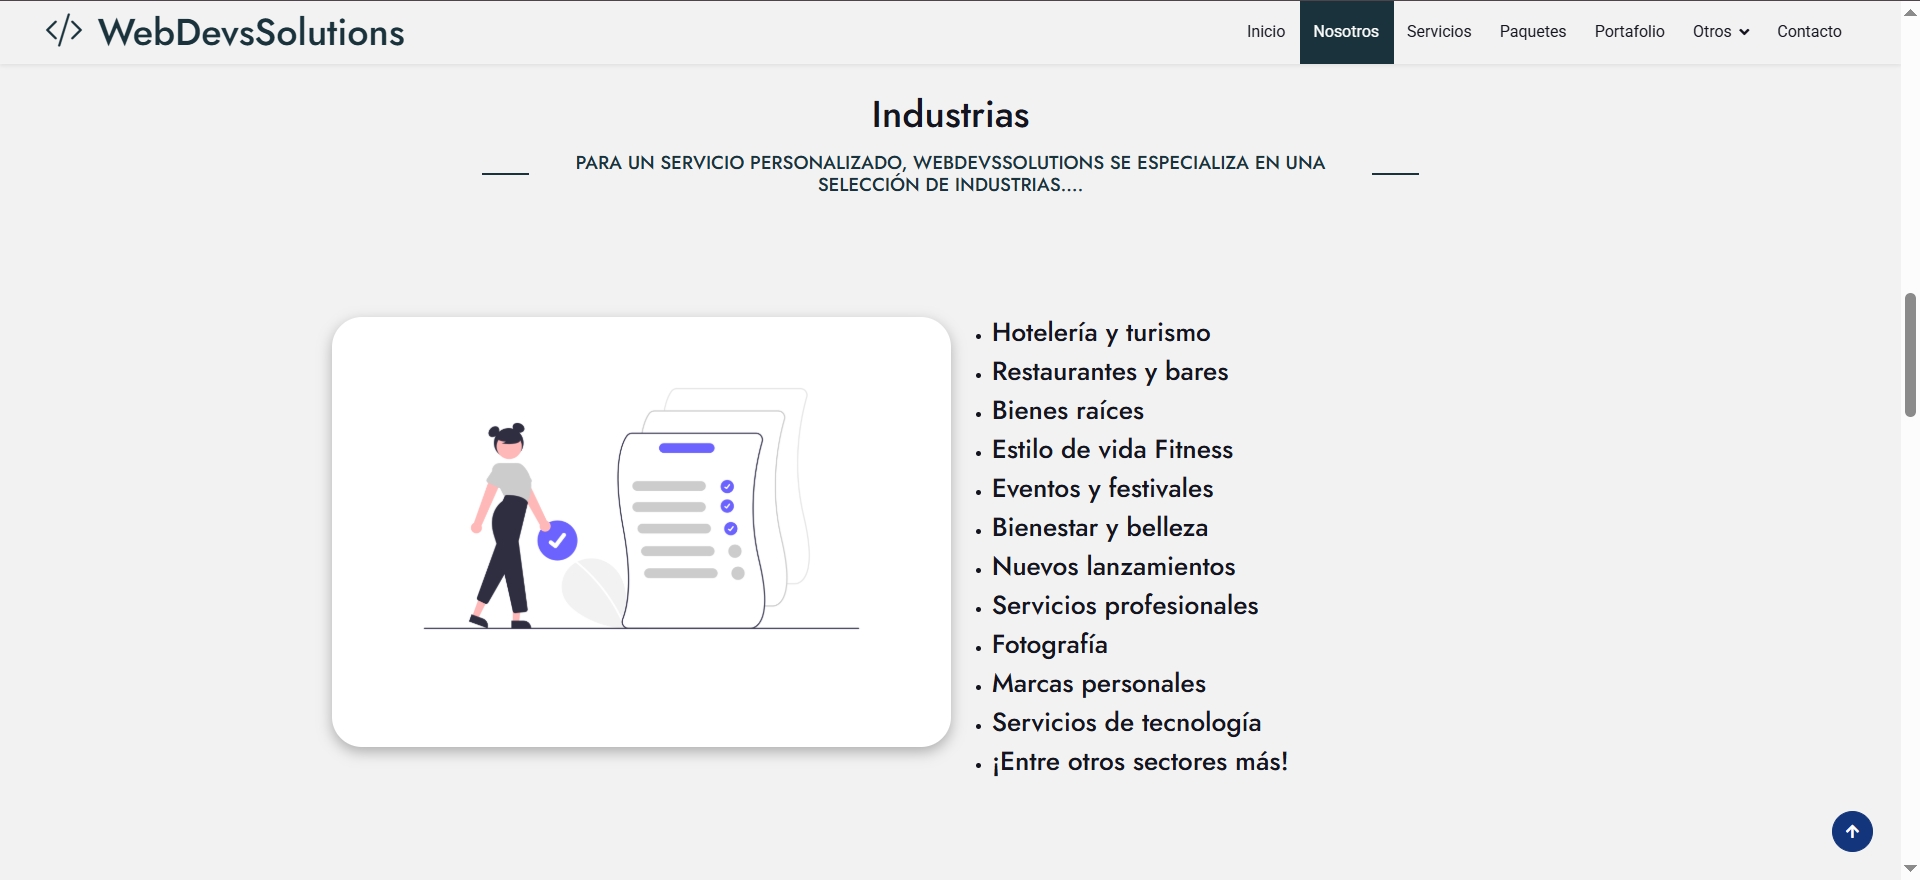 </> WebDevsSolutions
Inicio Nosotros Servicios Paquetes Portafolio Otros Contacto
Industrias
PARA UN SERVICIO PERSONALIZADO, WEBDEVSSOLUTIONS SE ESPECIALIZA EN UNA
SELECCIÓN DE INDUSTRIAS....
• Hotelería y turismo
• Restaurantes y bares
• Bienes raíces
• Estilo de vida Fitness
• Eventos y festivales
• Bienestar y belleza
• Nuevos lanzamientos
• Servicios profesionales
• Fotografía
• Marcas personales
• Servicios de tecnología
• ¡Entre otros sectores más!